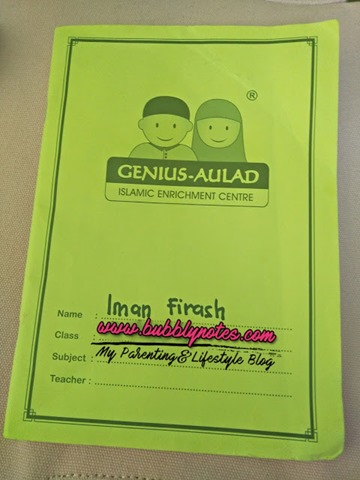 ®
GENIUS-AULAD
ISLAMIC ENRICHMENT CENTRE
Name : Iman Firash
Class :
www.bubblynotes.com
Subject :
My Parenting & Lifestyle Blog
Teacher :